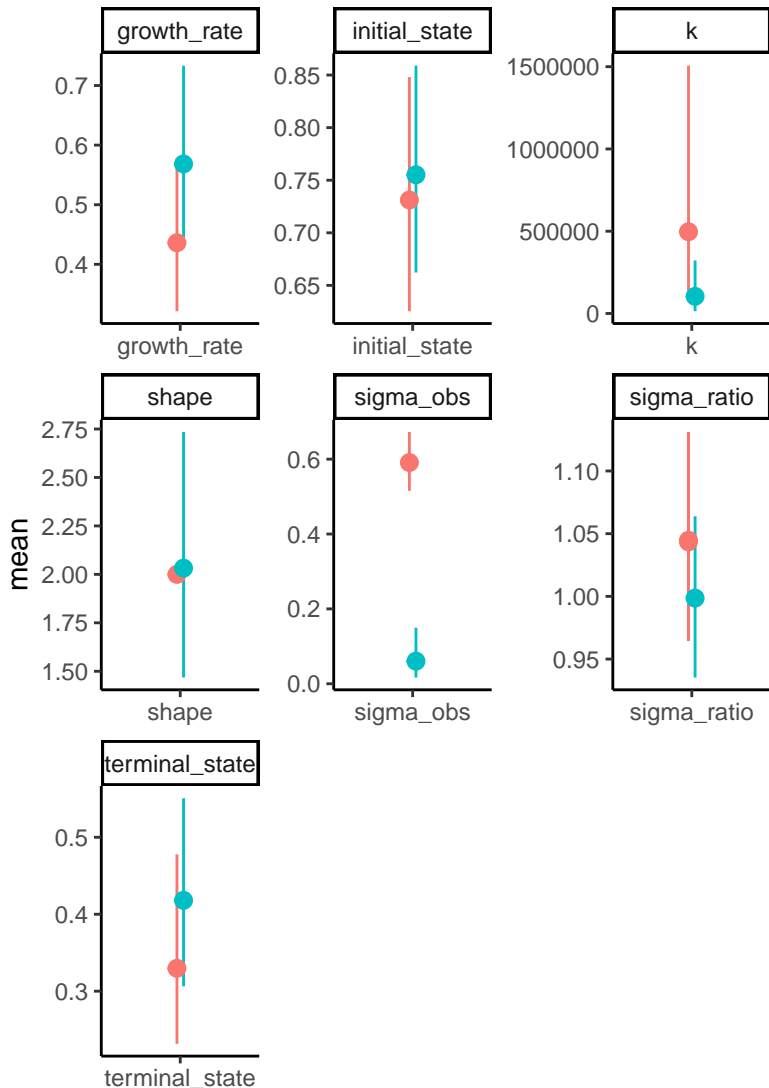 growth_rate
initial_state
k
0.7
0.6
0.5
0.4
growth_rate
0.85
0.80
0.75
0.70
0.65
initial_state
1500000
1000000
500000
0
k
shape
sigma_obs
sigma_ratio
mean
2.75
2.50
2.25
2.00
1.75
1.50
shape
0.6
0.4
0.2
0.0
sigma_obs
1.10
1.05
1.00
0.95
sigma_ratio
terminal_state
0.5
0.4
0.3
terminal_state